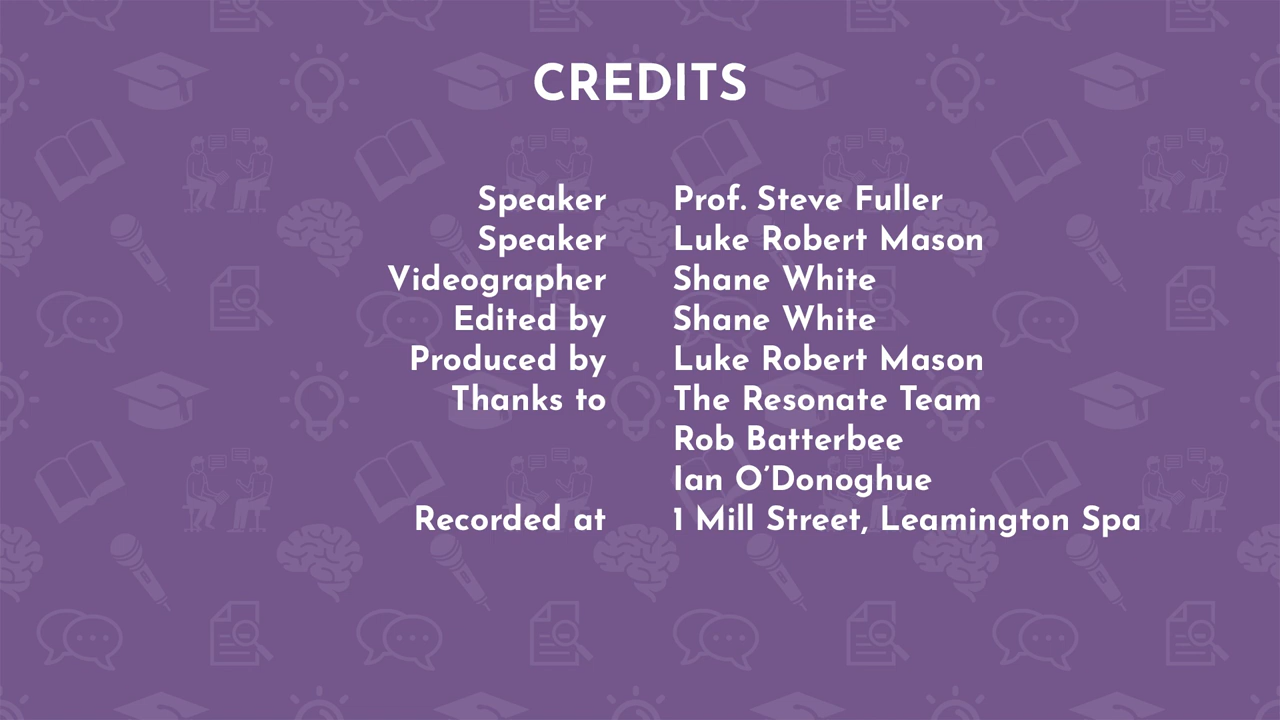 CREDITS
Speaker Prof. Steve Fuller
Speaker Luke Robert Mason
Videographer Shane White
Edited by Shane White
Produced by Luke Robert Mason
Thanks to The Resonate Team
Rob Batterbee
Ian O’Donoghue
Recorded at 1 Mill Street, Leamington Spa